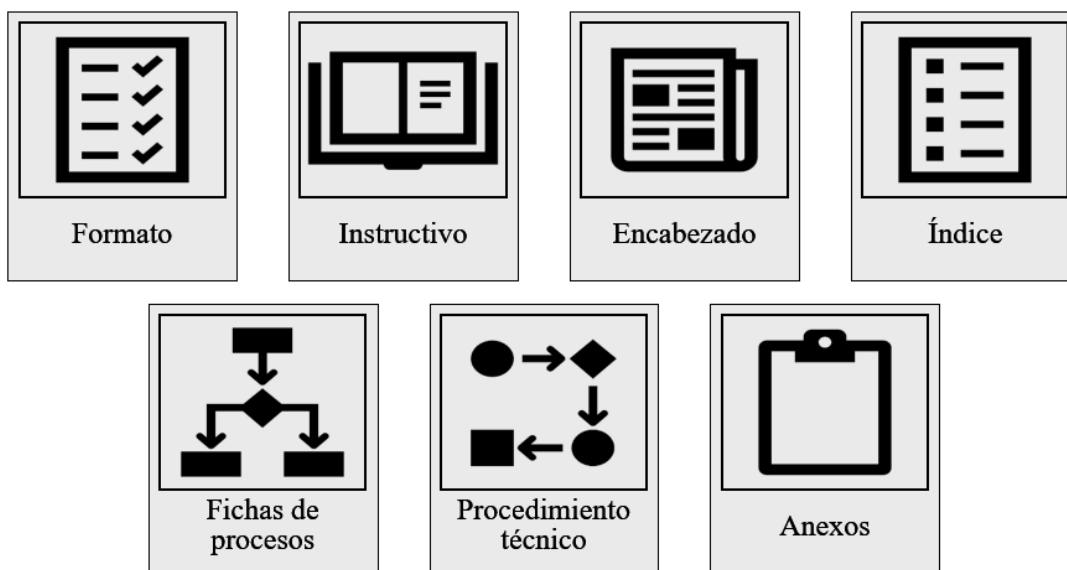 Formato
Instructivo
Encabezado
Índice
Fichas de
procesos
Procedimiento
técnico
Anexos